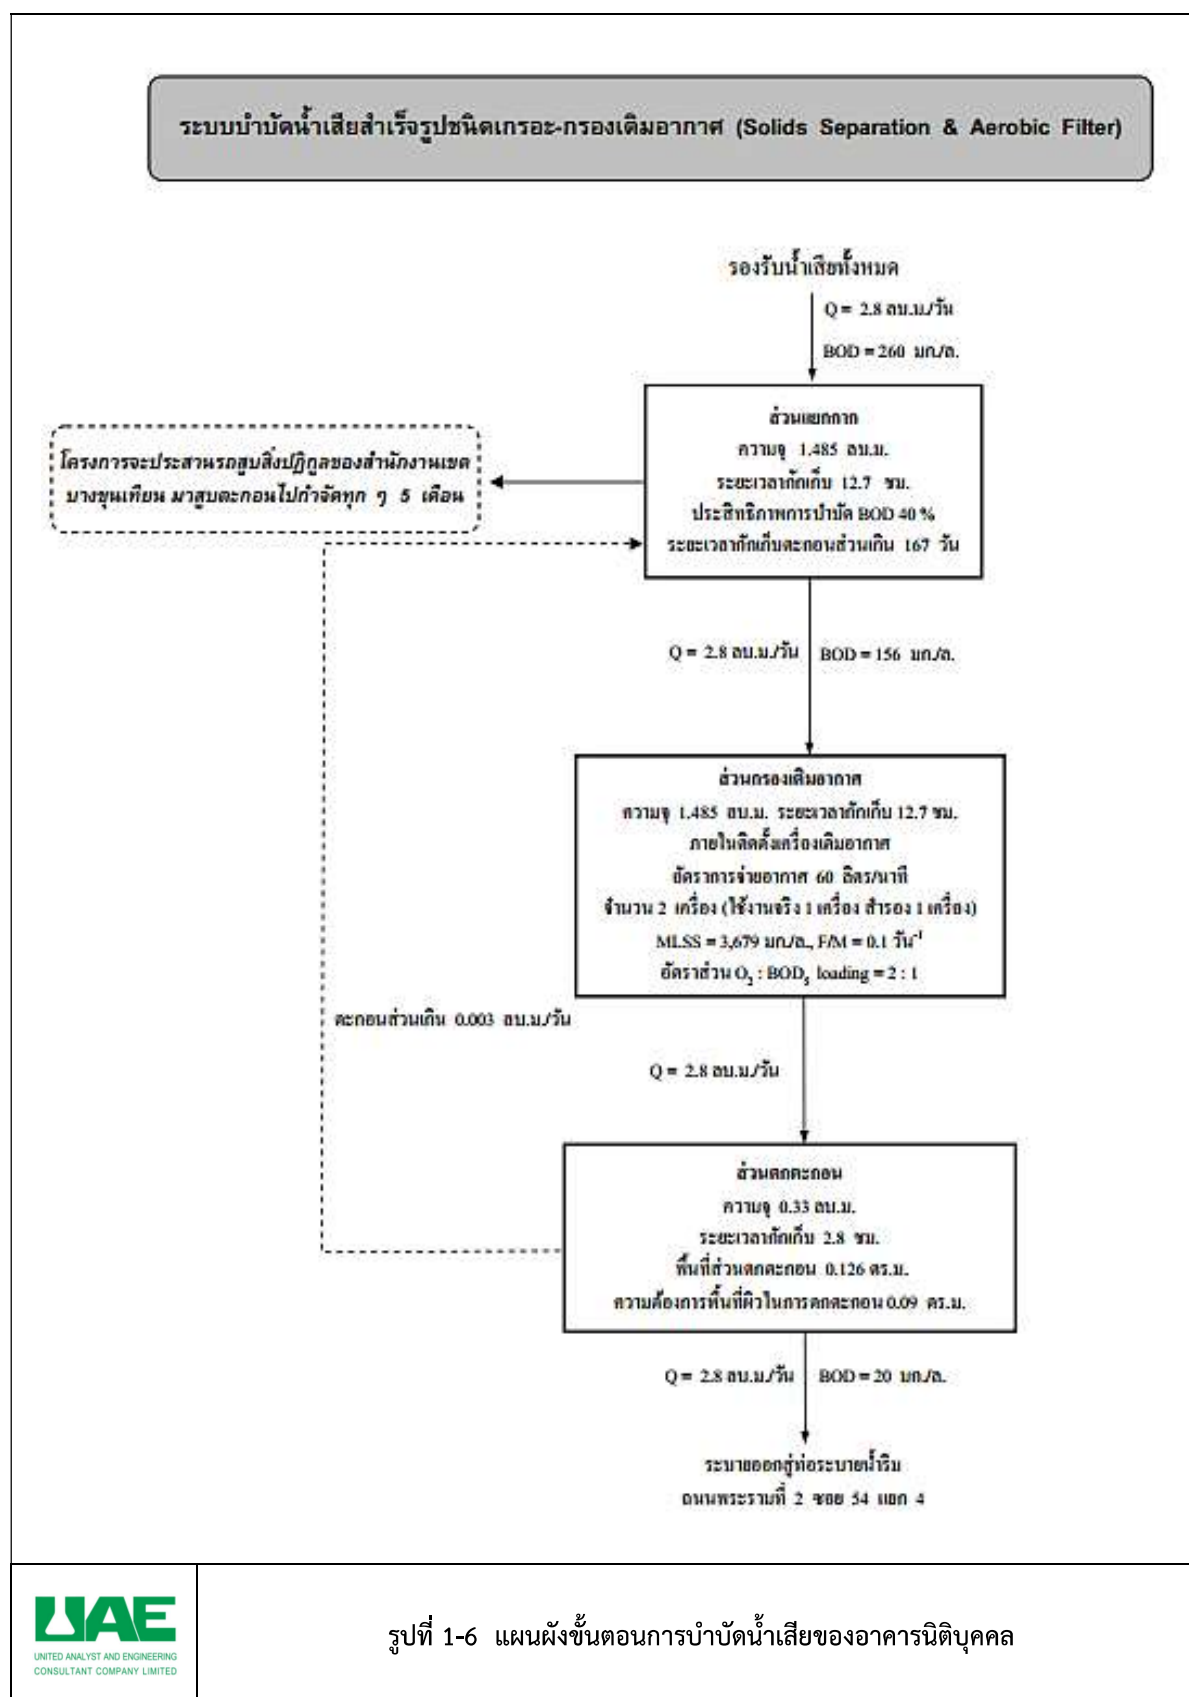 ระบบบำบัดน้ำเสียสำเร็จรูปชนิดเกรอะ-กรองเติมอากาศ (Solids Separation & Aerobic Filter)
รองรับน้ำเสียทั้งหมด
Q = 2.8 ลบ.ม./วัน
BOD = 260 มก./ล.
ส่วนแยกกาก
ความจุ 1.485 ลบ.ม.
ระยะเวลากักเก็บ 12.7 ชม.
ประสิทธิภาพการบำบัด BOD 40 %
ระยะเวลากักเก็บตะกอนส่วนเกิน 167 วัน
โครงการจะประสานรถสูบสิ่งปฏิกูลของสำนักงานเขต
บางขุนเทียน มาสูบตะกอนไปกำจัดทุก ๆ 5 เดือน
Q = 2.8 ลบ.ม./วัน BOD = 156 มก./ล.
ส่วนกรองเติมอากาศ
ความจุ 1.485 ลบ.ม. ระยะเวลากักเก็บ 12.7 ชม.
ภายในติดตั้งเครื่องเติมอากาศ
อัตราการจ่ายอากาศ 60 ลิตร/นาที
จำนวน 2 เครื่อง (ใช้งานจริง 1 เครื่อง สำรอง 1 เครื่อง)
MLSS = 3,679 มก./ล., F/M = 0.1 วัน⁻¹
อัตราส่วน O₂ : BOD₅ loading = 2 : 1
ตะกอนส่วนเกิน 0.003 ลบ.ม./วัน
Q = 2.8 ลบ.ม./วัน
ส่วนตกตะกอน
ความจุ 0.33 ลบ.ม.
ระยะเวลากักเก็บ 2.8 ชม.
พื้นที่ส่วนตกตะกอน 0.126 ตร.ม.
ความต้องการพื้นที่ผิวในการตกตะกอน 0.09 ตร.ม.
Q = 2.8 ลบ.ม./วัน BOD = 20 มก./ล.
ระบายออกสู่ท่อระบายน้ำริม
ถนนพระรามที่ 2 ซอย 54 แยก 4
UAE
UNITED ANALYST AND ENGINEERING
CONSULTANT COMPANY LIMITED
รูปที่ 1-6 แผนผังขั้นตอนการบำบัดน้ำเสียของอาคารนิติบุคคล